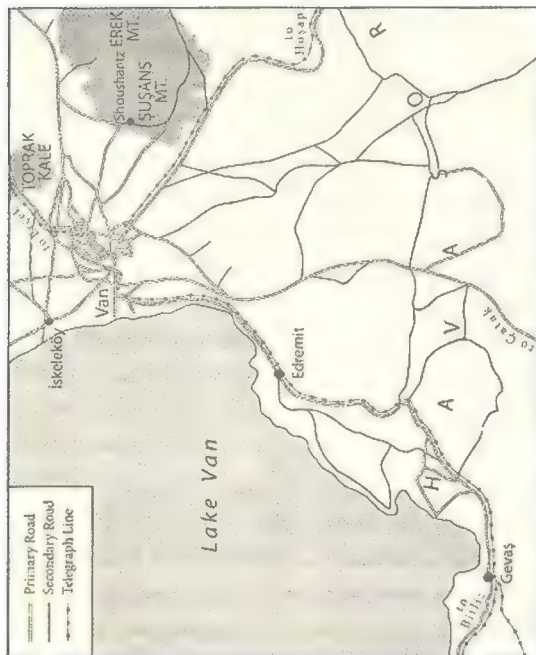 Primary Road
Secondary Road
Telegraph Line
Lake Van
İskeleköy
Van
TOPRAK
KALE
EREK
MT.
(Shoushantz)
ŞUŞANS
MT.
to
Hoşap
Edremit
H A V A S O R
to Çatak
Gevaş
to
Bitlis